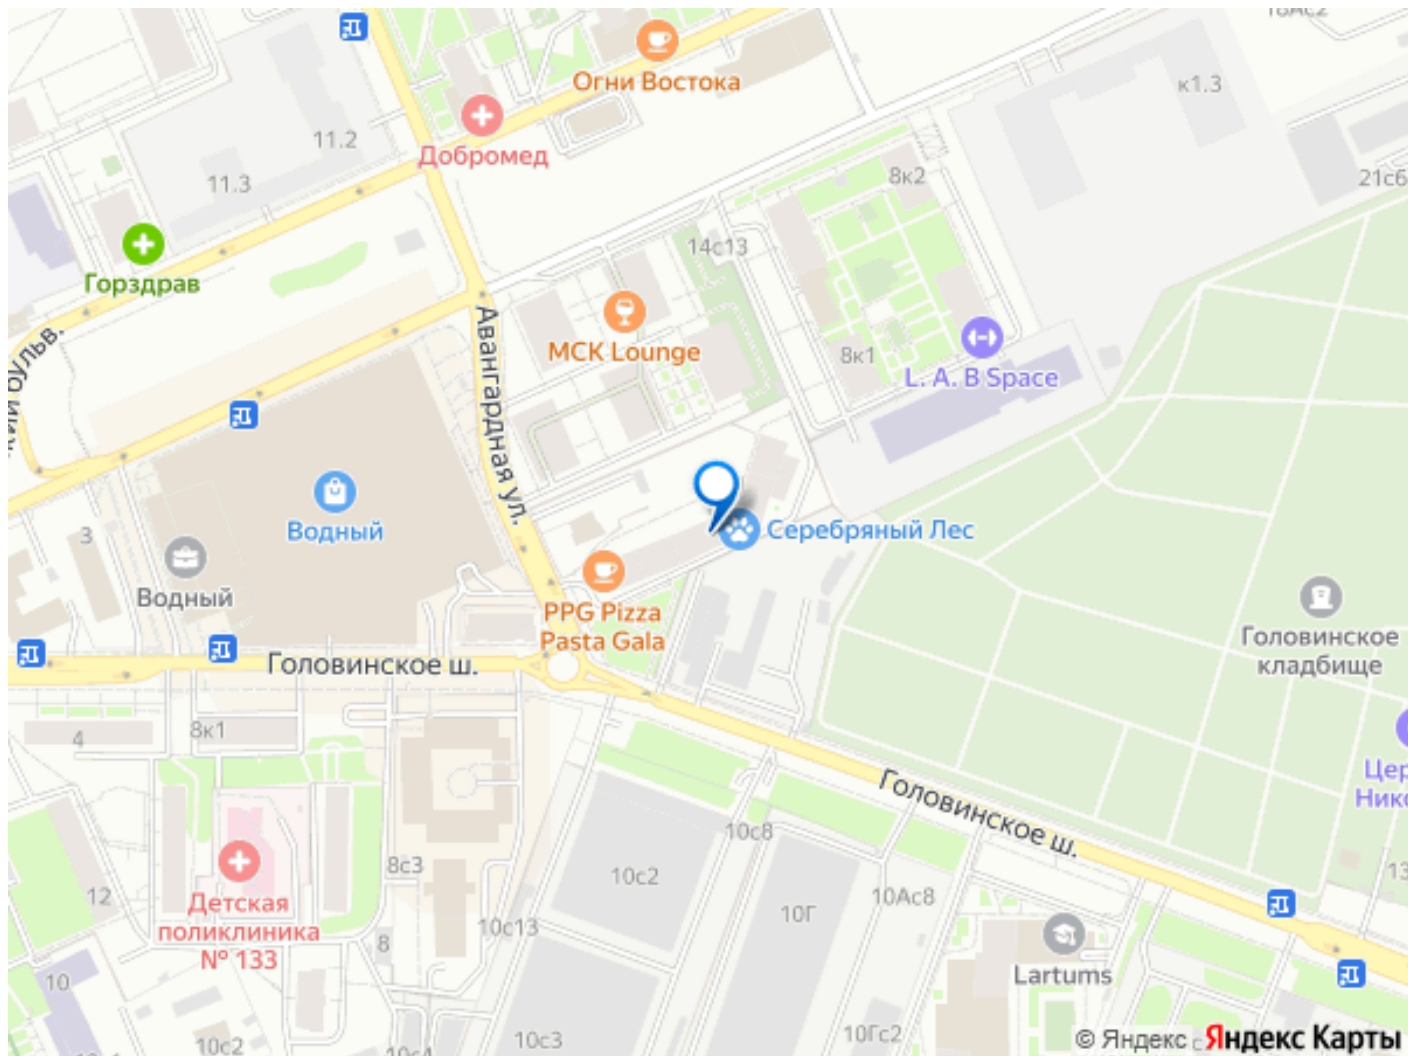 Огни Востока
к1.3
11.2
Добромед
11.3
8к2
21с6
Горздрав
14с13
Авангардная ул.
MCK Lounge
8к1
L. A. B Space
Водный
3
Серебряный Лес
Водный
PPG Pizza
Pasta Gala
Головинское
кладбище
Головинское ш.
4
8к1
Головинское ш.
10с8
8с3
10с2
10Ас8
12
Детская
поликлиника
№ 133
10с13
10Г
8
10
Lartums
10с3
10Гс2
10с2
© Яндекс
Яндекс Карты